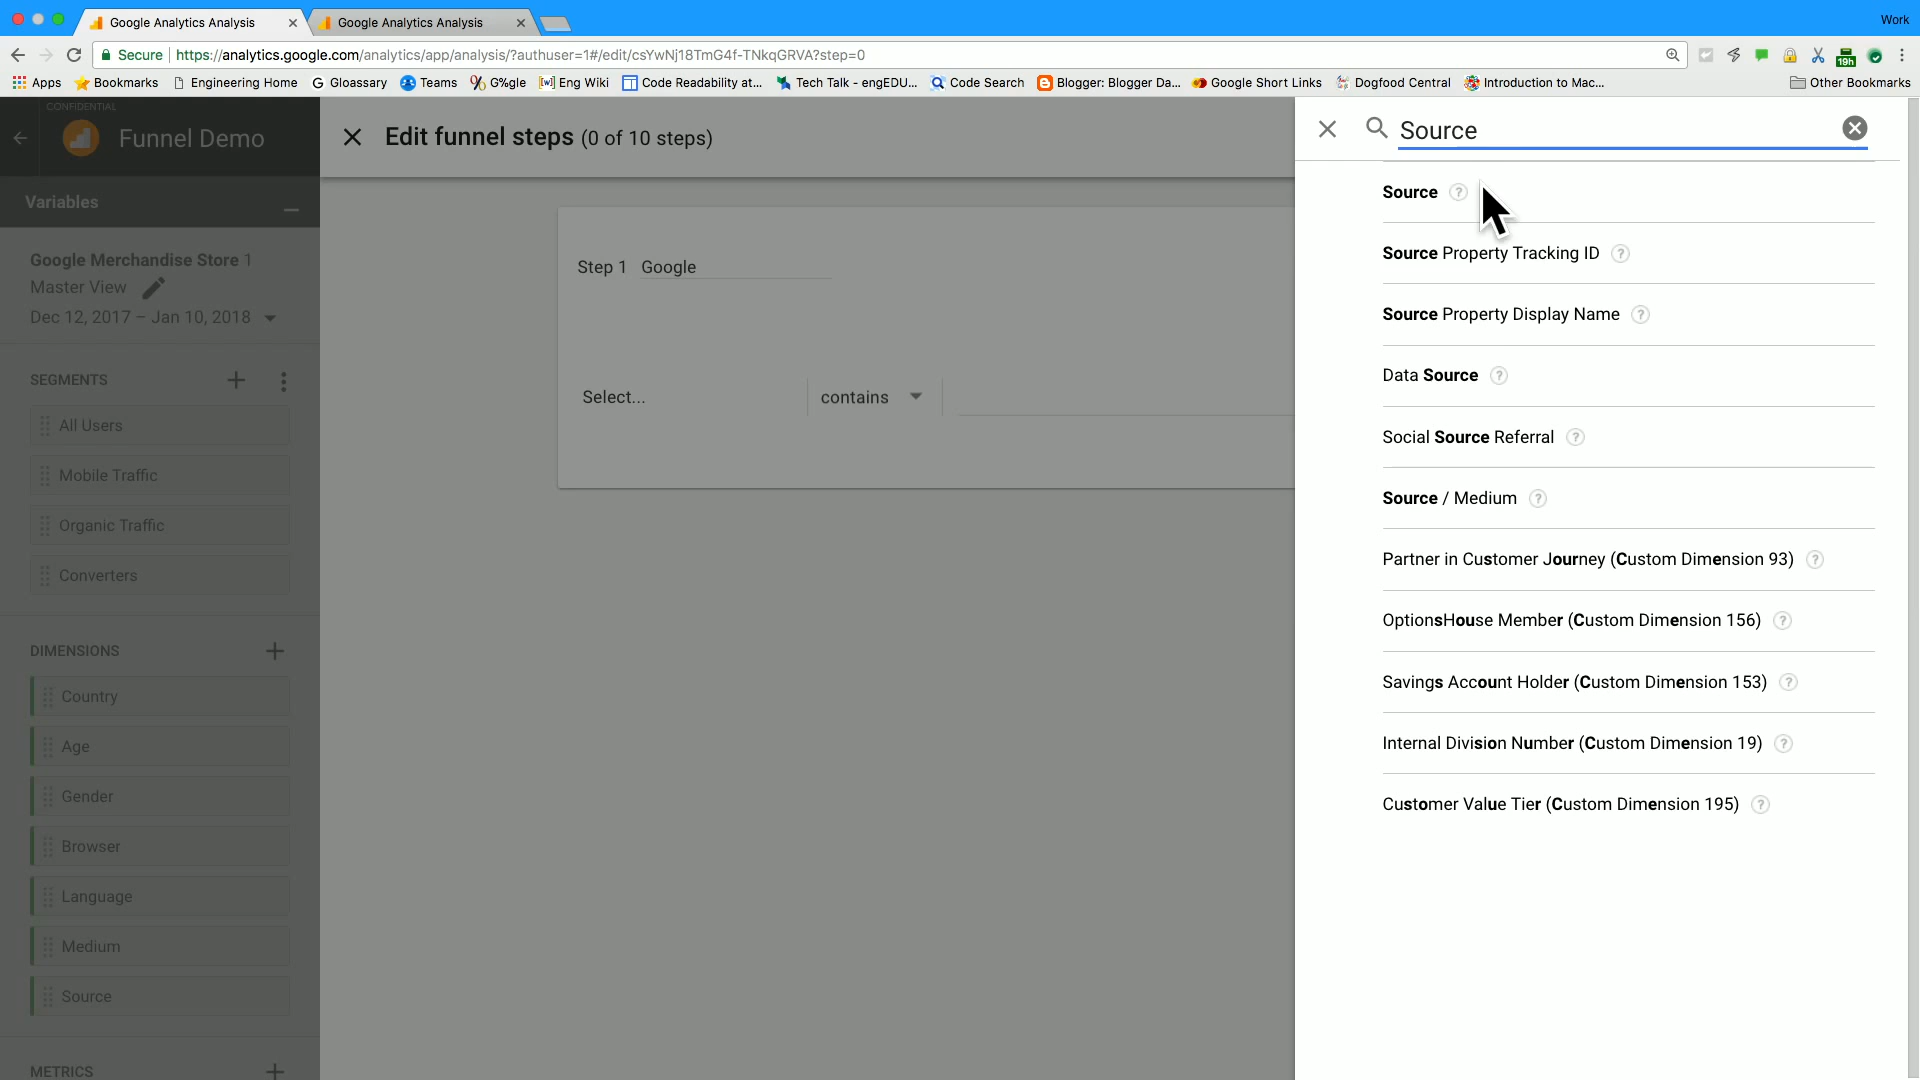 Google Analytics Analysis
Google Analytics Analysis
Work
Secure
https://analytics.google.com/analytics/app/analysis/?authuser=1#/edit/csYwNj18TmG4f-TNkqGRVA?step=0
19h
Apps
Bookmarks
Engineering Home
Gloassary
Teams
G%gle
[w] Eng Wiki
Code Readability at...
Tech Talk - engEDU...
Code Search
Blogger: Blogger Da...
Google Short Links
Dogfood Central
Introduction to Mac...
Other Bookmarks
CONFIDENTIAL
Funnel Demo
Variables
Google Merchandise Store 1
Master View
Dec 12, 2017 – Jan 10, 2018
SEGMENTS
All Users
Mobile Traffic
Organic Traffic
Converters
DIMENSIONS
Country
Age
Gender
Browser
Language
Medium
Source
METRICS
Edit funnel steps (0 of 10 steps)
Step 1 Google
Select... contains
Source
Source
Source Property Tracking ID
Source Property Display Name
Data Source
Social Source Referral
Source / Medium
Partner in Customer Journey (Custom Dimension 93)
OptionsHouse Member (Custom Dimension 156)
Savings Account Holder (Custom Dimension 153)
Internal Division Number (Custom Dimension 19)
Customer Value Tier (Custom Dimension 195)